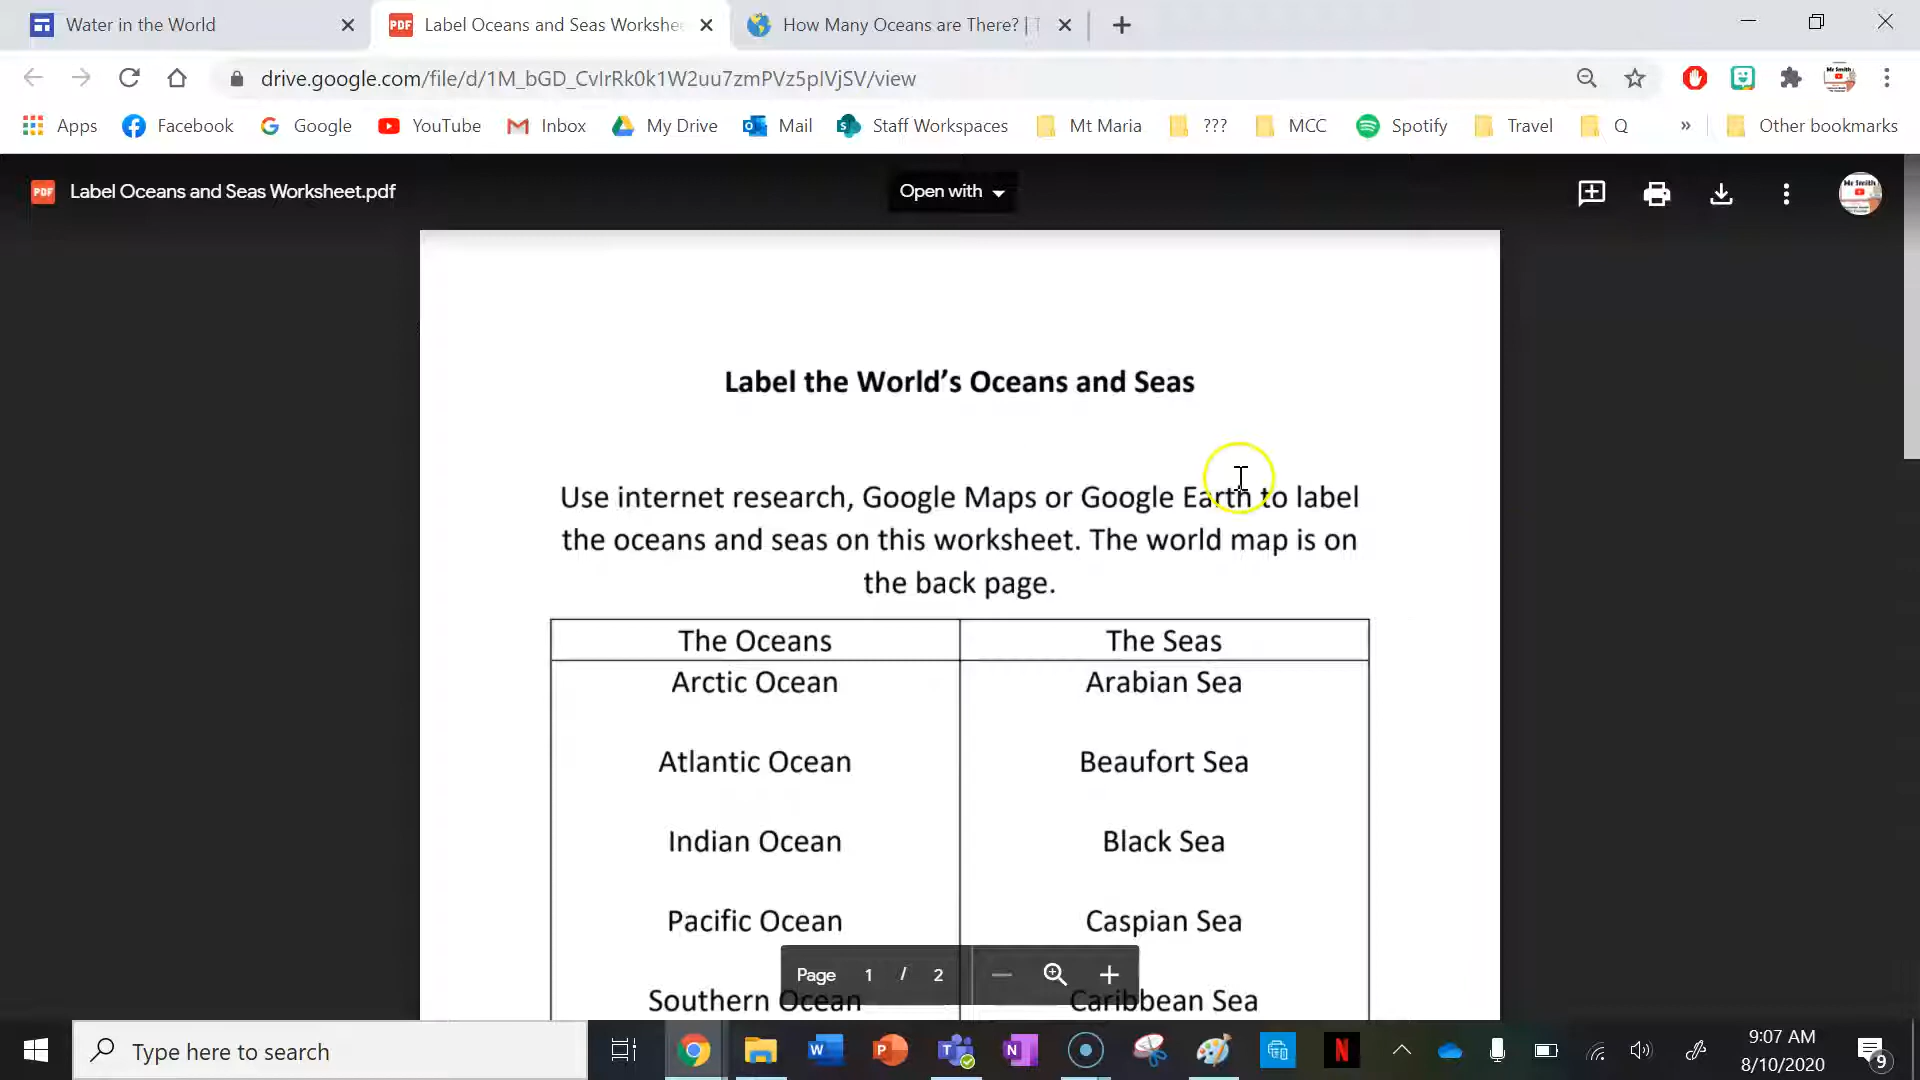 Water in the World
Label Oceans and Seas Workshee
How Many Oceans are There? | T
drive.google.com/file/d/1M_bGD_CvIrRk0k1W2uu7zmPVz5pIVjSV/view
Apps Facebook Google YouTube Inbox My Drive Mail Staff Workspaces Mt Maria ??? MCC Spotify Travel Q » Other bookmarks
PDF Label Oceans and Seas Worksheet.pdf
Open with
Label the World's Oceans and Seas
Use internet research, Google Maps or Google Earth to label
the oceans and seas on this worksheet. The world map is on
the back page.
The Oceans The Seas
Arctic Ocean Arabian Sea
Atlantic Ocean Beaufort Sea
Indian Ocean Black Sea
Pacific Ocean Caspian Sea
Page 1 / 2
Southern Ocean Caribbean Sea
Type here to search
9:07 AM
8/10/2020
9